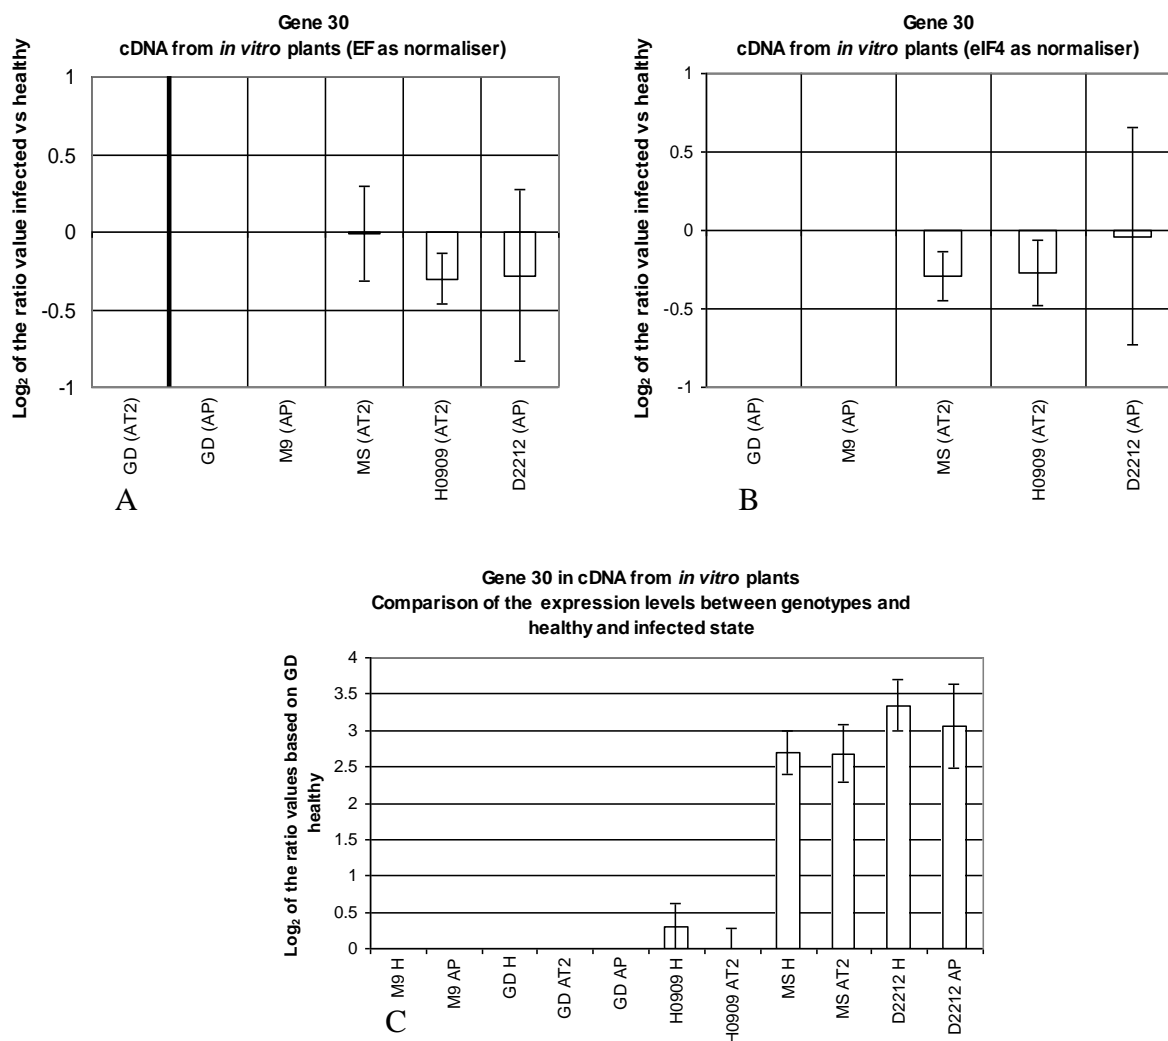 Gene 30
cDNA from in vitro plants (EF as normaliser)
Log₂ of the ratio value infected vs healthy
1
0.5
0
-0.5
-1
GD (AT2)
GD (AP)
M9 (AP)
MS (AT2)
H0909 (AT2)
D2212 (AP)
A
Gene 30
cDNA from in vitro plants (eIF4 as normaliser)
Log₂ of the ratio value infected vs healthy
1
0.5
0
-0.5
-1
GD (AP)
M9 (AP)
MS (AT2)
H0909 (AT2)
D2212 (AP)
B
Gene 30 in cDNA from in vitro plants
Comparison of the expression levels between genotypes and
healthy and infected state
Log₂ of the ratio values based on GD
healthy
4
3.5
3
2.5
2
1.5
1
0.5
0
M9 H
M9 AP
GD H
GD AT2
GD AP
H0909 H
H0909 AT2
MS H
MS AT2
D2212 H
D2212 AP
C